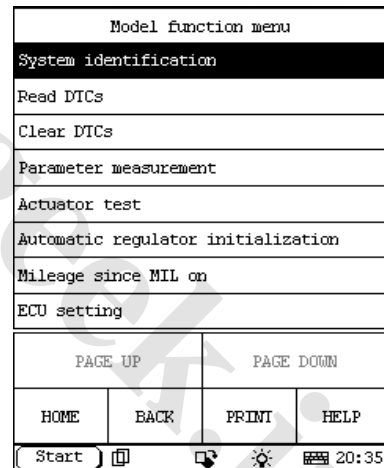 Model function menu
System identification
Read DTCs
Clear DTCs
Parameter measurement
Actuator test
Automatic regulator initialization
Mileage since MIL on
ECU setting
PAGE UP PAGE DOWN
HOME BACK PRINT HELP
Start 20:35